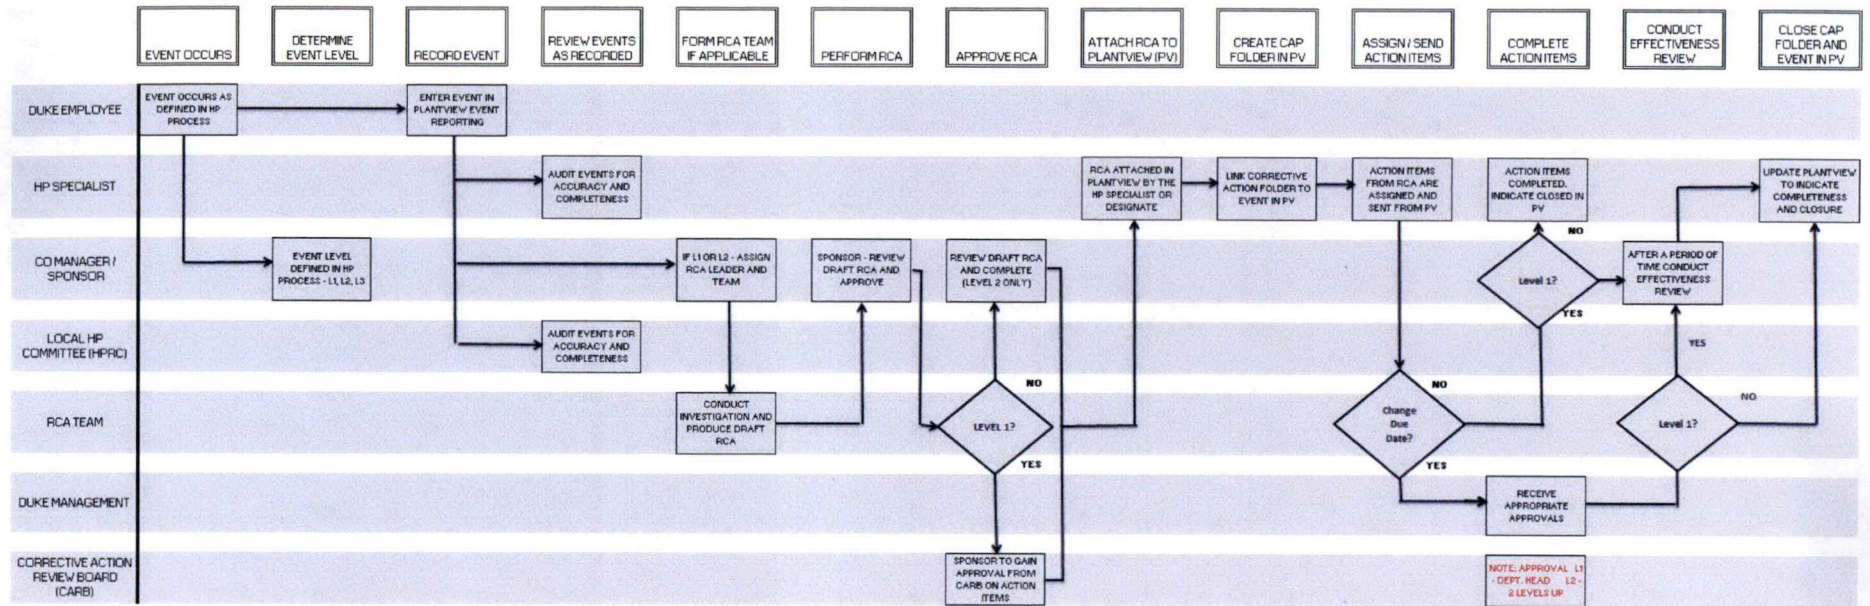 EVENT OCCURS
DETERMINE
EVENT LEVEL
RECORD EVENT
REVIEW EVENTS
AS RECORDED
FORM RCA TEAM
IF APPLICABLE
PERFORM RCA
APPROVE RCA
ATTACH RCA TO
PLANTVIEW (PV)
CREATE CAP
FOLDER IN PV
ASSIGN / SEND
ACTION ITEMS
COMPLETE
ACTION ITEMS
CONDUCT
EFFECTIVENESS
REVIEW
CLOSE CAP
FOLDER AND
EVENT IN PV
DUKE EMPLOYEE
EVENT OCCURS AS
DEFINED IN HP
PROCESS
ENTER EVENT IN
PLANTVIEW EVENT
REPORTING
HP SPECIALIST
AUDIT EVENTS FOR
ACCURACY AND
COMPLETENESS
RCA ATTACHED IN
PLANTVIEW BY THE
HP SPECIALIST OR
DESIGNATE
LINK CORRECTIVE
ACTION FOLDER TO
EVENT IN PV
ACTION ITEMS
FROM RCA ARE
ASSIGNED AND
SENT FROM PV
ACTION ITEMS
COMPLETED.
INDICATE CLOSED IN
PV
UPDATE PLANTVIEW
TO INDICATE
COMPLETENESS
AND CLOSURE
CO MANAGER /
SPONSOR
EVENT LEVEL
DEFINED IN HP
PROCESS - L1, L2, L3
IF L1 OR L2 - ASSIGN
RCA LEADER AND
TEAM
SPONSOR - REVIEW
DRAFT RCA AND
APPROVE
REVIEW DRAFT RCA
AND COMPLETE
(LEVEL 2 ONLY)
NO
Level 1?
YES
AFTER A PERIOD OF
TIME CONDUCT
EFFECTIVENESS
REVIEW
LOCAL HP
COMMITTEE (HPRC)
AUDIT EVENTS FOR
ACCURACY AND
COMPLETENESS
YES
RCA TEAM
CONDUCT
INVESTIGATION AND
PRODUCE DRAFT
RCA
NO
LEVEL 1?
YES
NO
Change
Due
Date?
YES
Level 1?
NO
DUKE MANAGEMENT
RECEIVE
APPROPRIATE
APPROVALS
CORRECTIVE ACTION
REVIEW BOARD
(CARB)
SPONSOR TO GAIN
APPROVAL FROM
CARB ON ACTION
ITEMS
NOTE: APPROVAL L1
- DEPT. HEAD L2 -
2 LEVELS UP